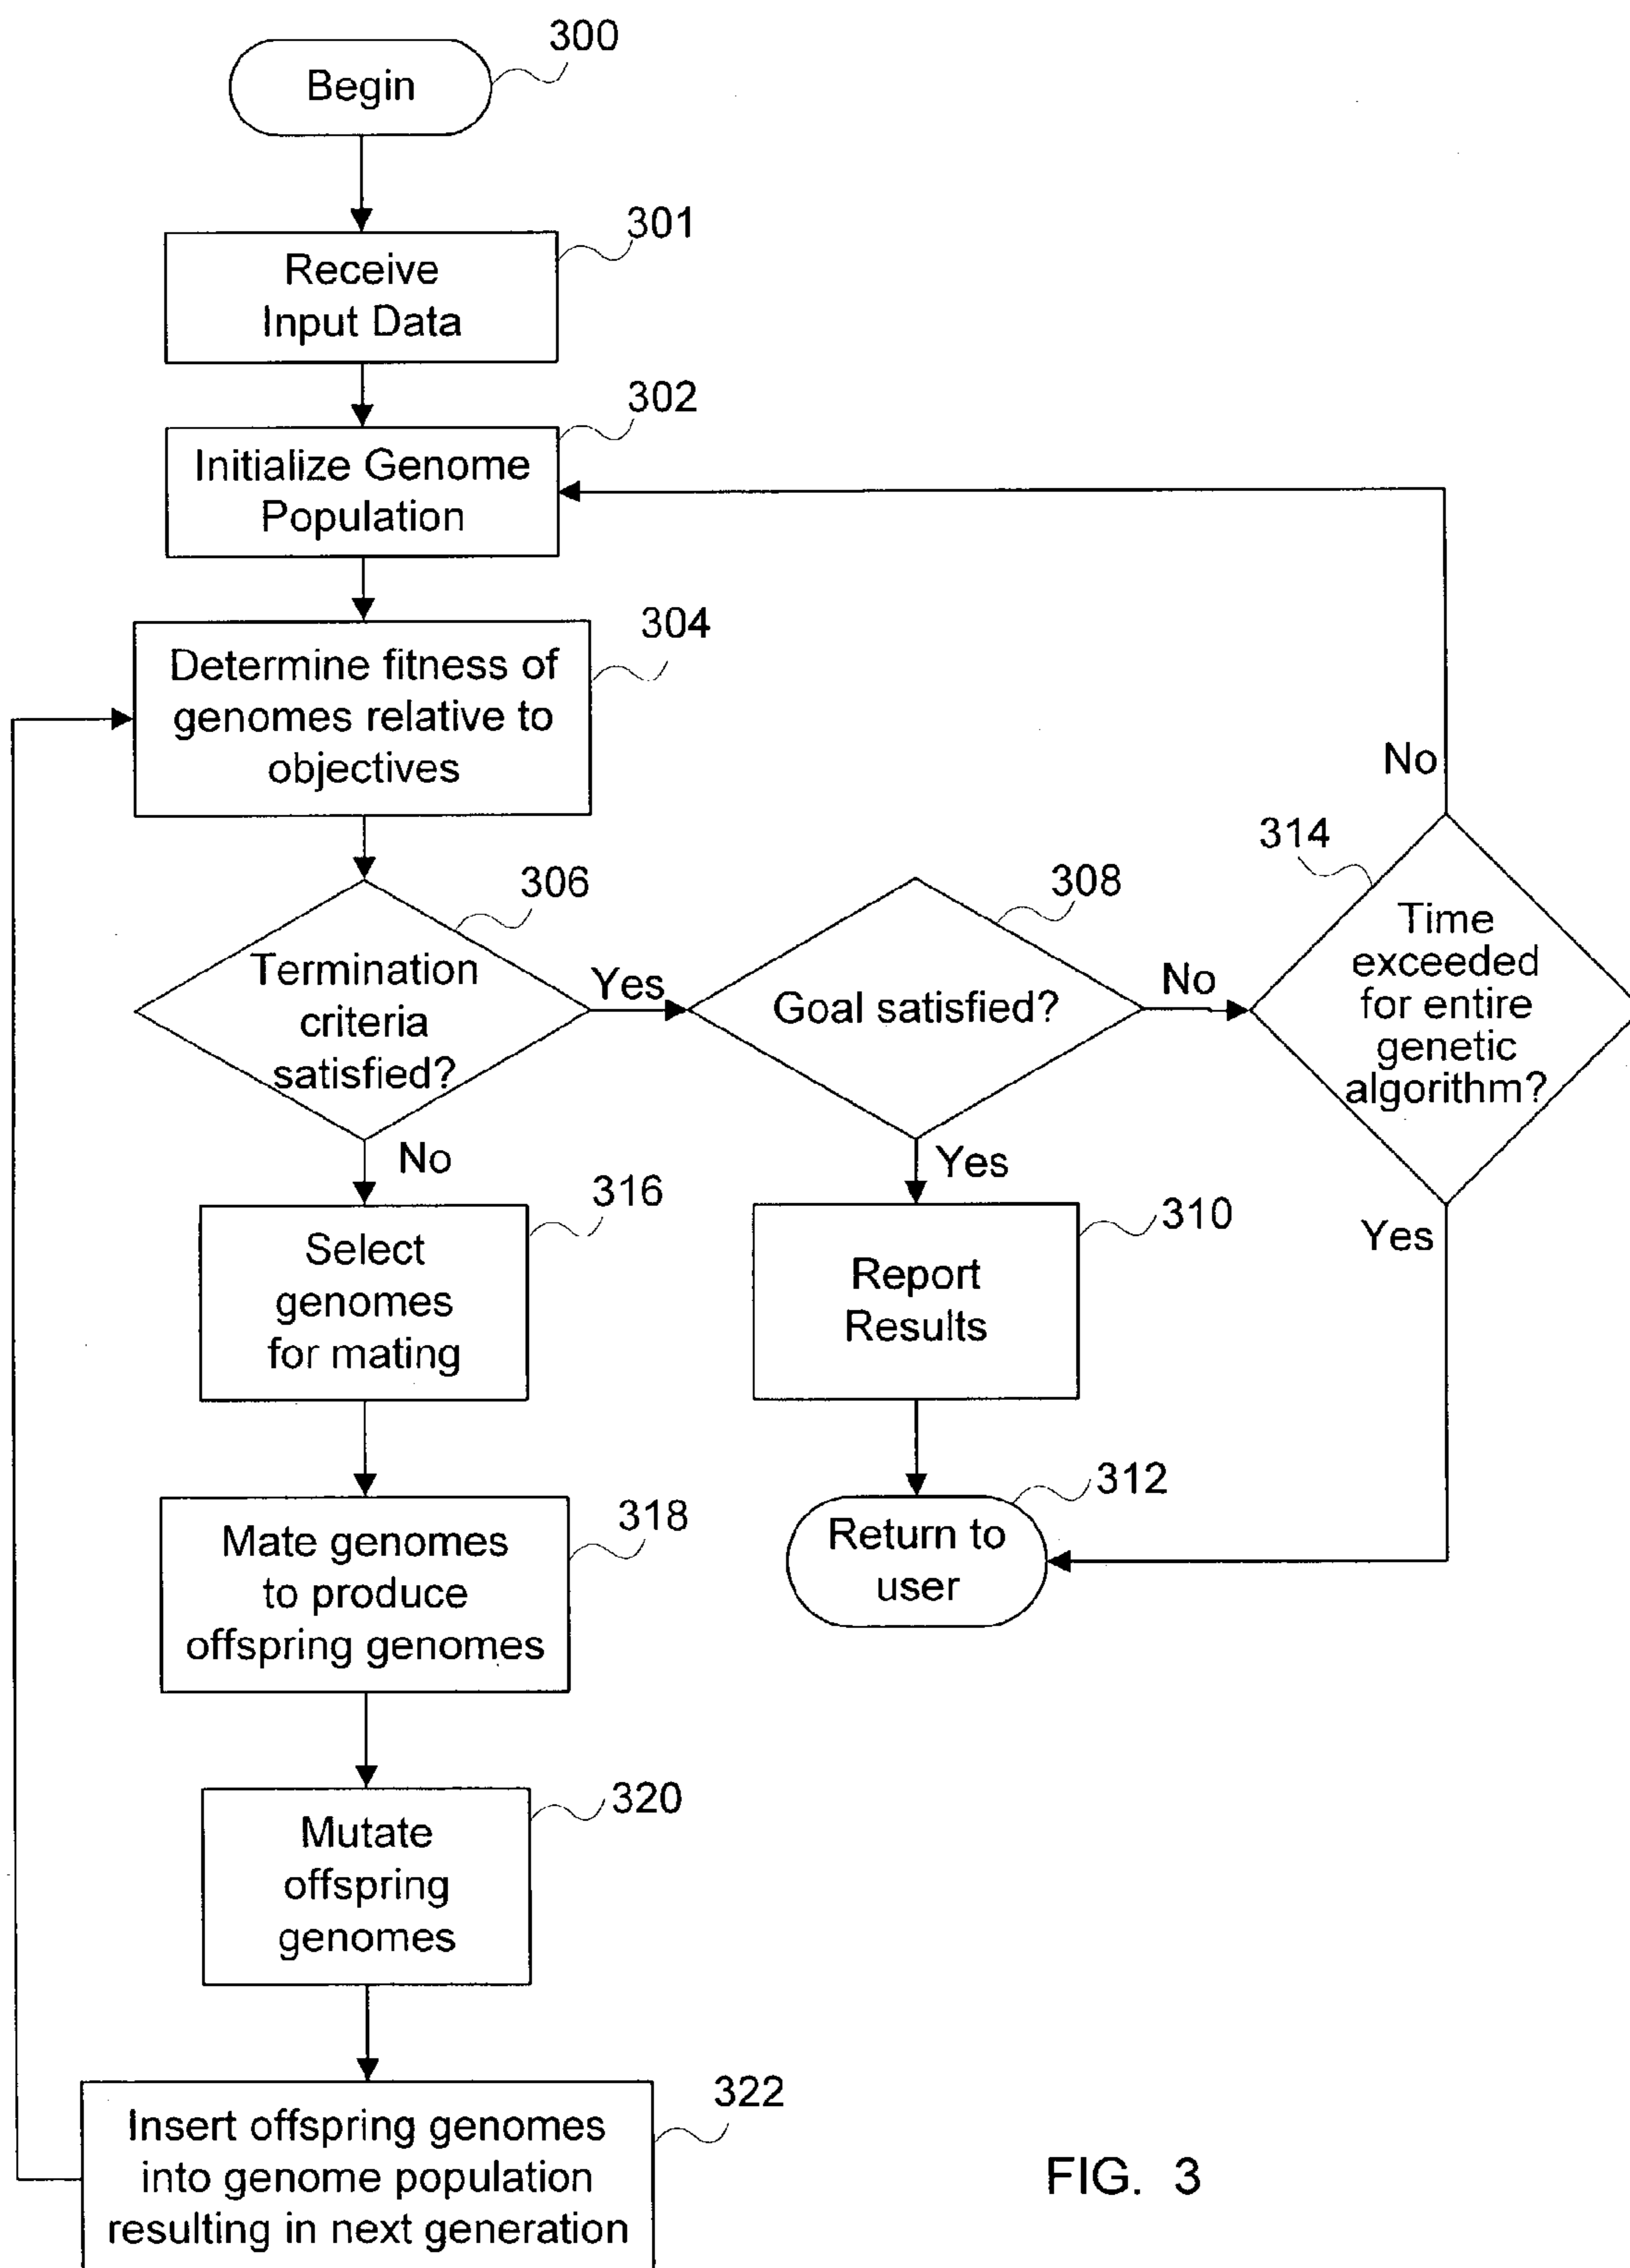 300
Begin
301
Receive
Input Data
302
Initialize Genome
Population
304
Determine fitness of
genomes relative to
objectives
No
306
Termination
criteria
satisfied?
Yes
308
Goal satisfied?
No
314
Time
exceeded
for entire
genetic
algorithm?
No
Yes
Yes
316
Select
genomes
for mating
310
Report
Results
318
Mate genomes
to produce
offspring genomes
312
Return to
user
320
Mutate
offspring
genomes
322
Insert offspring genomes
into genome population
resulting in next generation
FIG. 3